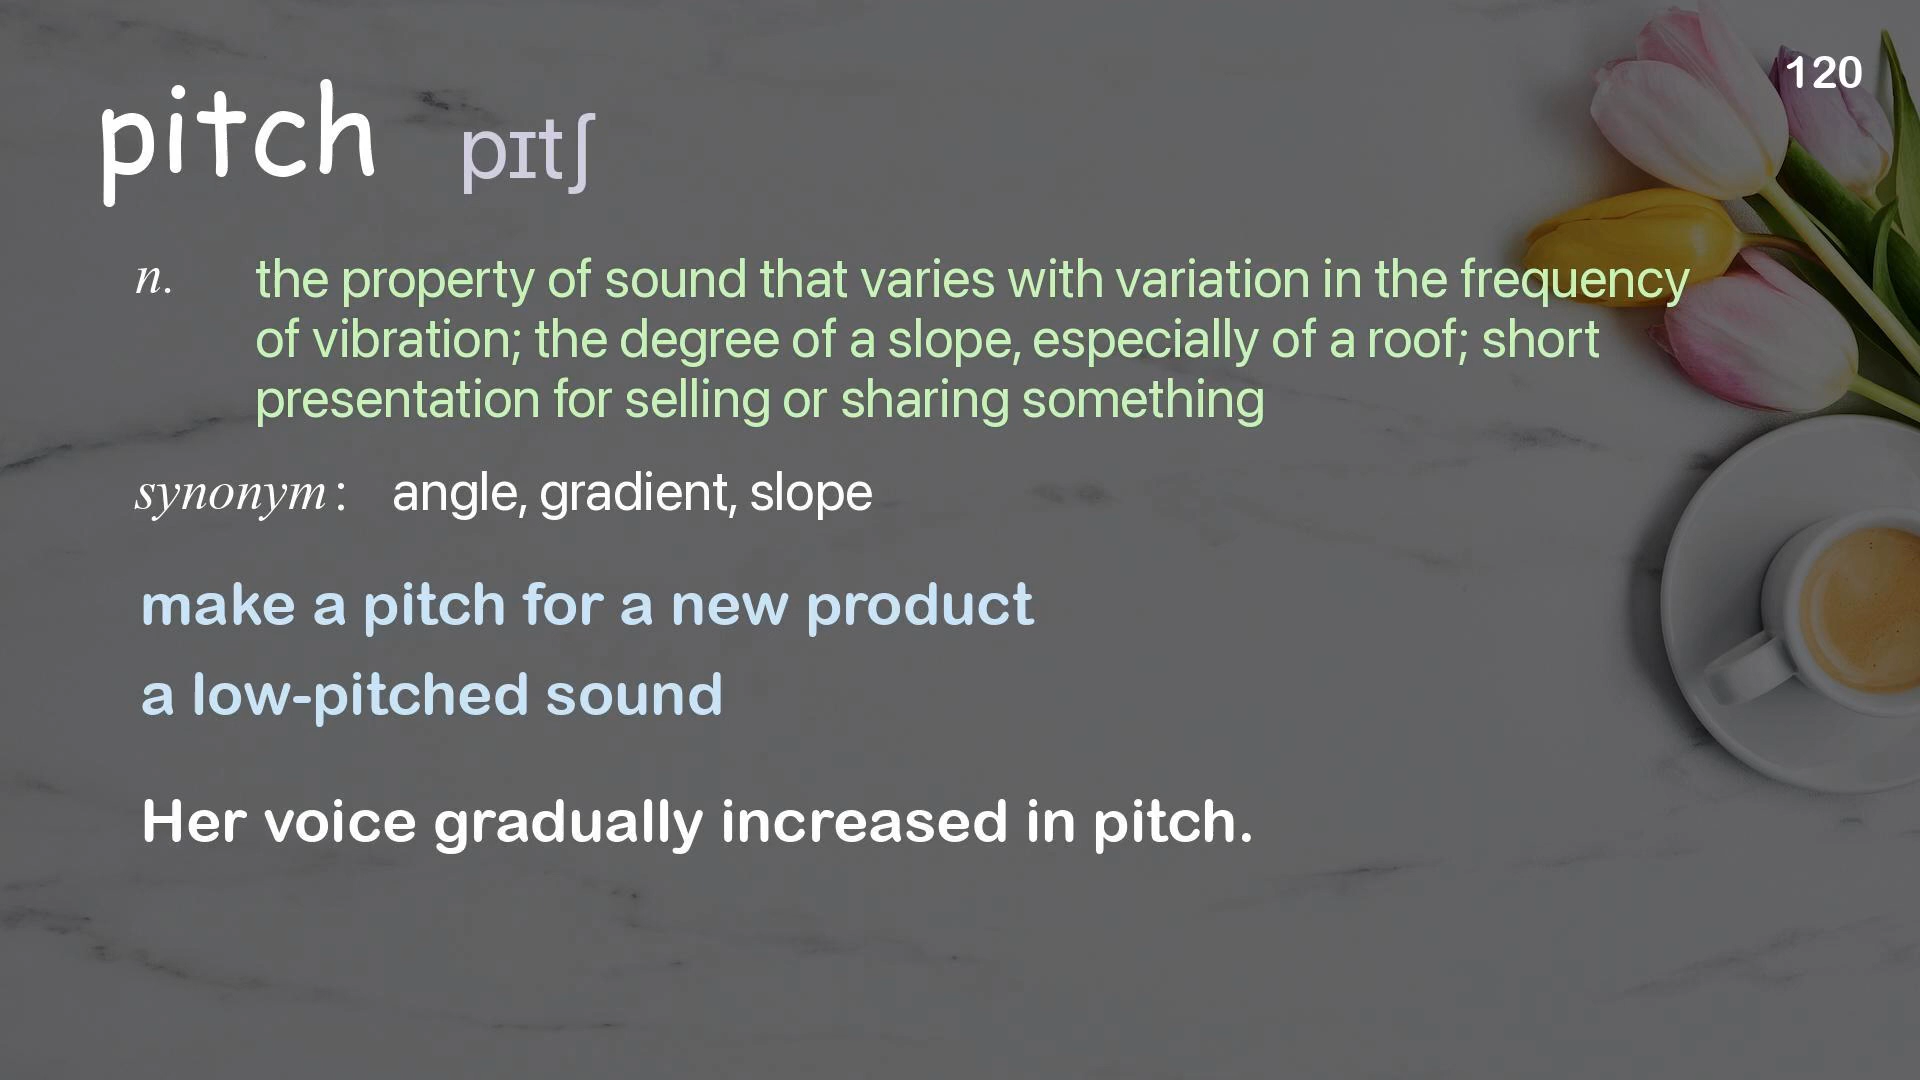 120
pitch pɪtʃ
n. the property of sound that varies with variation in the frequency
of vibration; the degree of a slope, especially of a roof; short
presentation for selling or sharing something
synonym: angle, gradient, slope
make a pitch for a new product
a low-pitched sound
Her voice gradually increased in pitch.